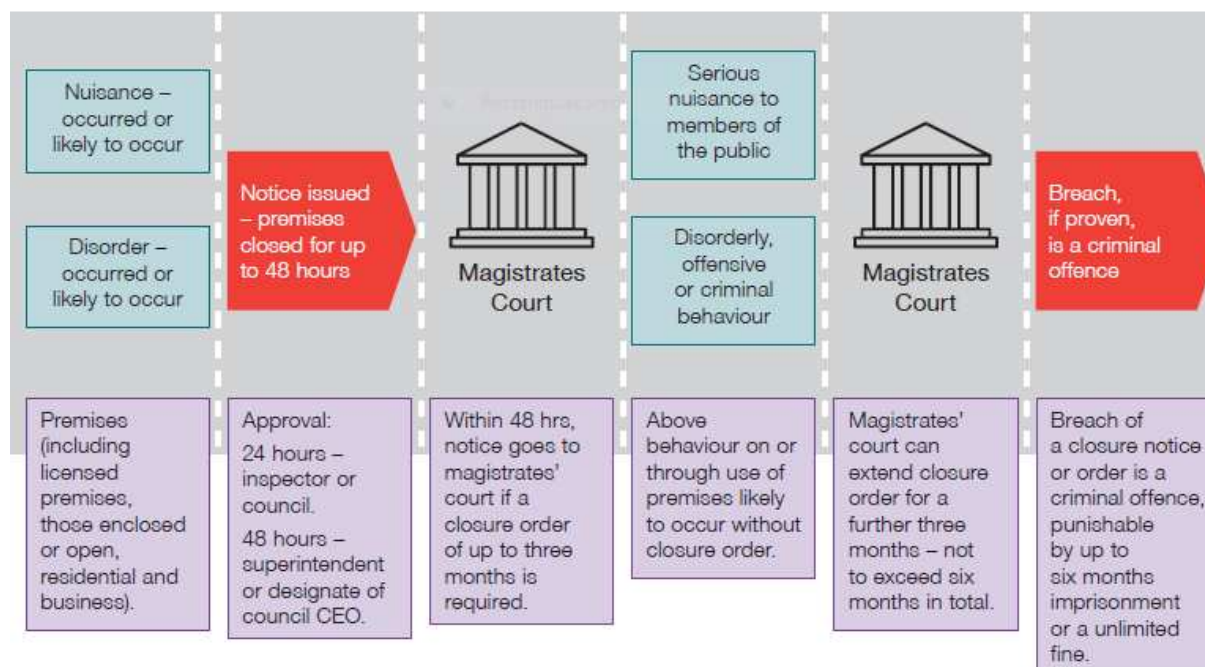 Nuisance –
occurred or
likely to occur
Disorder –
occurred or
likely to occur
Notice issued
– premises
closed for up
to 48 hours
Magistrates
Court
Serious
nuisance to
members of
the public
Disorderly,
offensive
or criminal
behaviour
Magistrates
Court
Breach,
if proven,
is a criminal
offence
Premises
(including
licensed
premises,
those enclosed
or open,
residential and
business).
Approval:
24 hours –
inspector or
council.
48 hours –
superintendent
or designate of
council CEO.
Within 48 hrs,
notice goes to
magistrates'
court if a
closure order
of up to three
months is
required.
Above
behaviour on or
through use of
premises likely
to occur without
closure order.
Magistrates'
court can
extend closure
order for a
further three
months – not
to exceed six
months in total.
Breach of
a closure notice
or order is a
criminal offence,
punishable
by up to
six months
imprisonment
or a unlimited
fine.